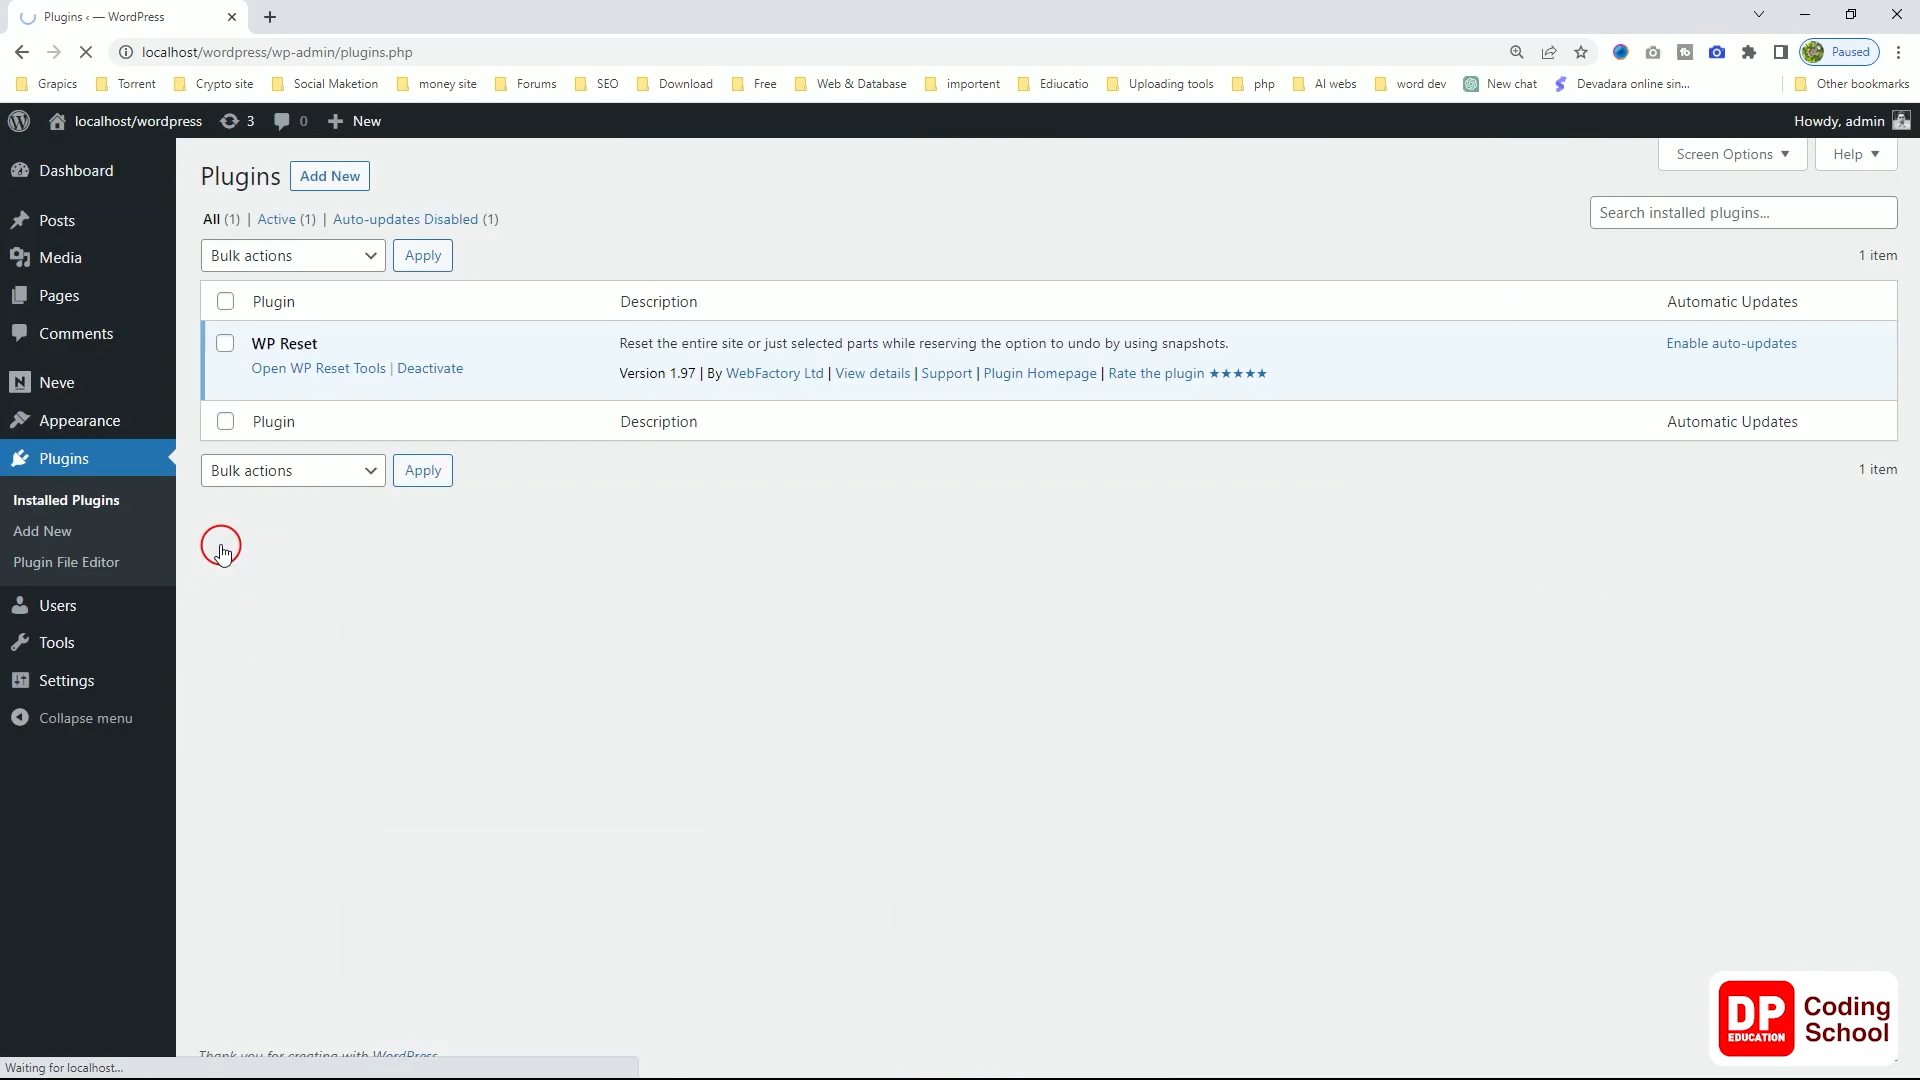 Plugins ‹ — WordPress
localhost/wordpress/wp-admin/plugins.php
Paused
Grapics Torrent Crypto site Social Maketion money site Forums SEO Download Free Web & Database importent Educatio Uploading tools php AI webs word dev New chat Devadara online sin... Other bookmarks
localhost/wordpress 3 0 New Howdy, admin
Screen Options Help
Dashboard
Posts
Media
Pages
Comments
Neve
Appearance
Plugins
Installed Plugins
Add New
Plugin File Editor
Users
Tools
Settings
Collapse menu
Plugins Add New
All (1) | Active (1) | Auto-updates Disabled (1)
Search installed plugins...
Bulk actions Apply 1 item
Plugin Description Automatic Updates
WP Reset Reset the entire site or just selected parts while reserving the option to undo by using snapshots. Enable auto-updates
Open WP Reset Tools | Deactivate Version 1.97 | By WebFactory Ltd | View details | Support | Plugin Homepage | Rate the plugin ★★★★★
Plugin Description Automatic Updates
Bulk actions Apply 1 item
Thank you for creating with WordPress
Waiting for localhost...
DP
EDUCATION
Coding
School